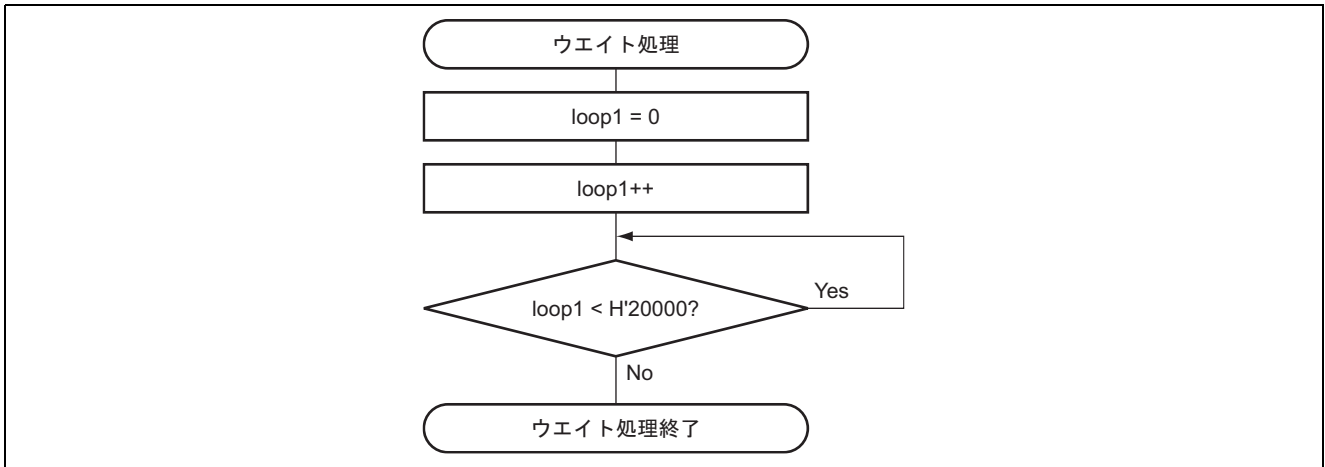 ウエイト処理
loop1 = 0
loop1++
loop1 < H'20000?
Yes
No
ウエイト処理終了